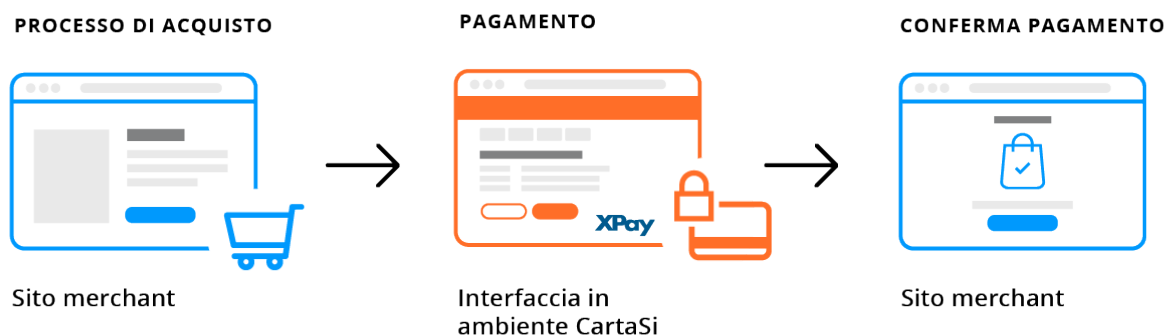 PROCESSO DI ACQUISTO
PAGAMENTO
CONFERMA PAGAMENTO
XPay
Sito merchant
Interfaccia in
ambiente CartaSi
Sito merchant